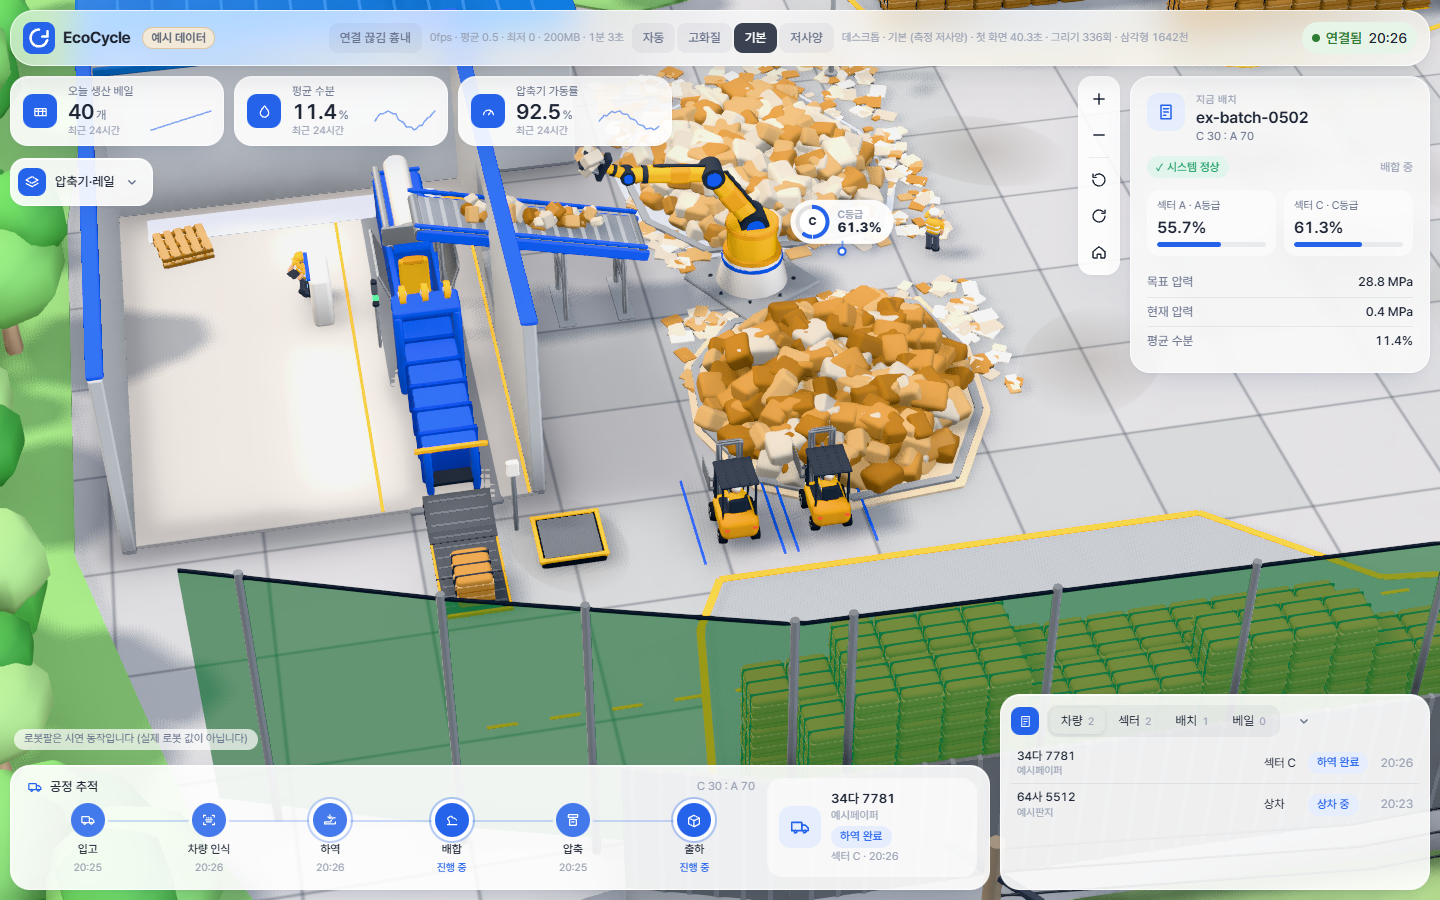 EcoCycle
예시 데이터
연결 끊김 흉내
0fps · 평균 0.5 · 최저 0 · 200MB · 1분 3초
자동
고화질
기본
저사양
데스크톱 · 기본 (측정 저사양) · 첫 화면 40.3초 · 그리기 336회 · 삼각형 1642천
연결됨 20:26
오늘 생산 베일
40개
최근 24시간
평균 수분
11.4%
최근 24시간
압축기 가동률
92.5%
최근 24시간
압축기·레일
C
C등급
61.3%
지금 배치
ex-batch-0502
C 30 : A 70
✓ 시스템 정상
배합 중
섹터 A · A등급
55.7%
섹터 C · C등급
61.3%
목표 압력
28.8 MPa
현재 압력
0.4 MPa
평균 수분
11.4%
로봇팔은 시연 동작입니다 (실제 로봇 값이 아닙니다)
공정 추적
C 30 : A 70
입고
20:25
차량 인식
20:26
하역
20:26
배합
진행 중
압축
20:25
출하
진행 중
34다 7781
예시페이퍼
하역 완료
섹터 C · 20:26
차량 2
섹터 2
배치 1
베일 0
34다 7781
예시페이퍼
섹터 C
하역 완료
20:26
64사 5512
예시판지
상차
상차 중
20:23